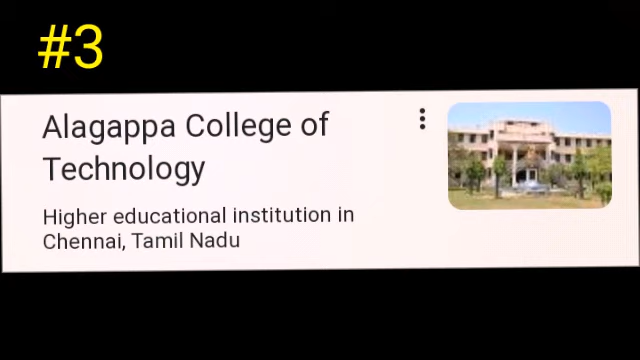 #3
Alagappa College of
Technology
Higher educational institution in
Chennai, Tamil Nadu